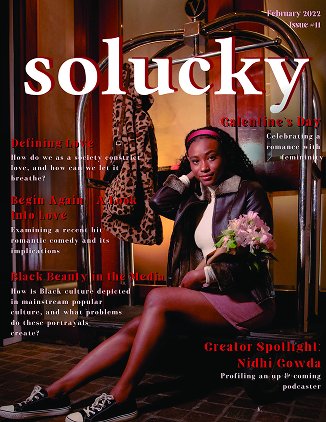 February 2022
Issue #11
solucky
Galentine's Day
Celebrating a
romance with
femininity
Defining Love
How do we as a society constrict
love, and how can we let it
breathe?
Begin Again: A Look
Into Love
Examining a recent hit
romantic comedy and its
implications
Black Beauty in the Media
How is Black culture depicted
in mainstream popular
culture, and what problems
do these portrayals
create?
Creator Spotlight:
Nidhi Gowda
Profiling an up & coming
podcaster